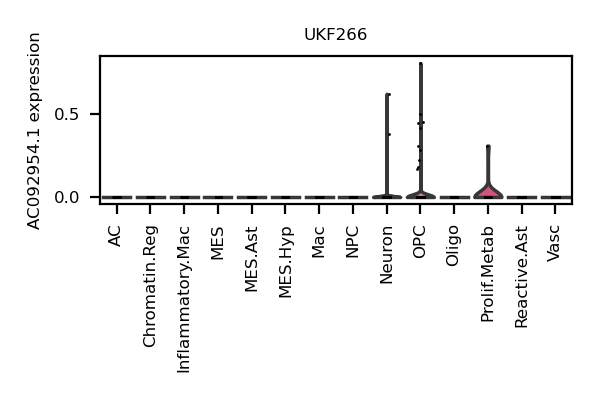 UKF266
AC092954.1 expression
0.5
0.0
AC
Chromatin.Reg
Inflammatory.Mac
MES
MES.Ast
MES.Hyp
Mac
NPC
Neuron
OPC
Oligo
Prolif.Metab
Reactive.Ast
Vasc